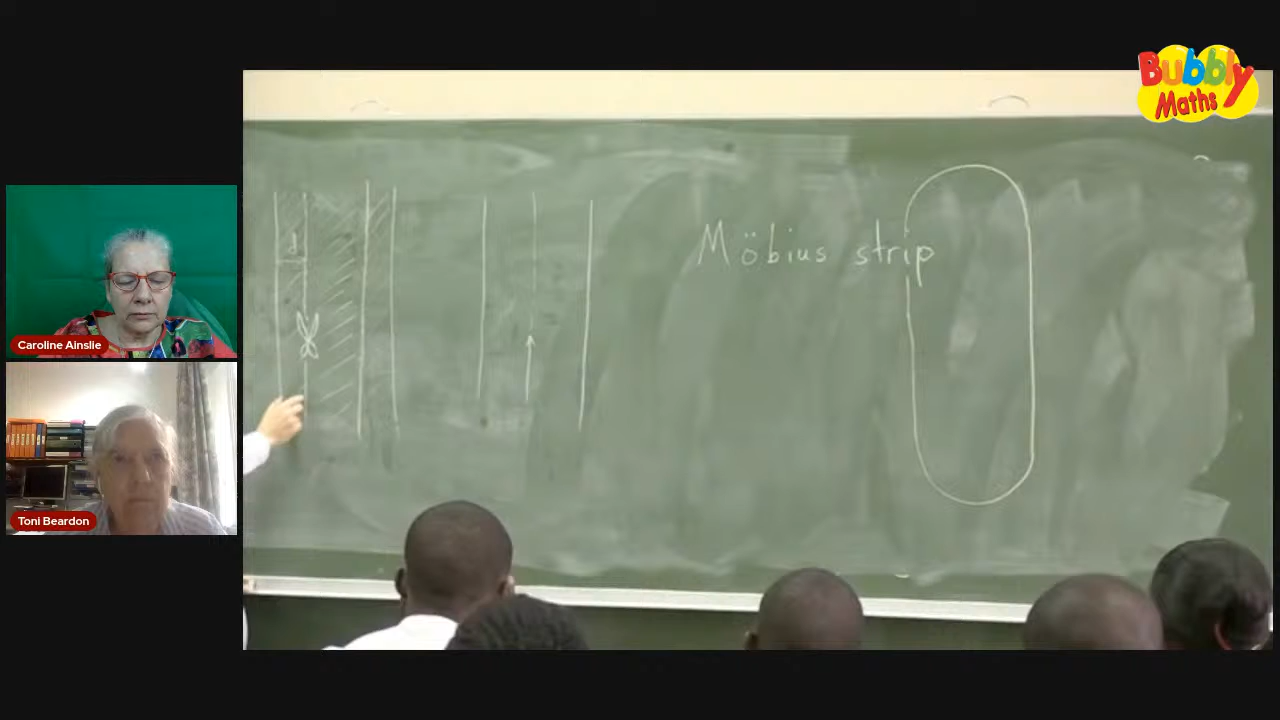 Bubbly
Maths
Möbius strip
Caroline Ainslie
Toni Beardon